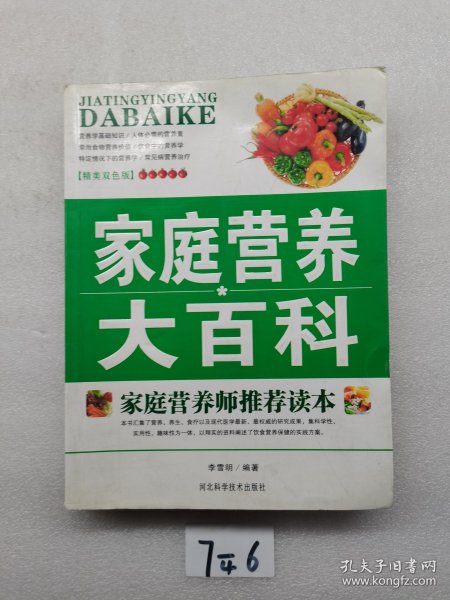 JIATINGYINGYANG
DABAIKE
营养学基础知识/人体必需的营养素
常用食物营养价值/饮食中的营养学
特定情况下的营养学/常见病营养治疗
【精美双色版】
家庭营养
大百科
家庭营养师推荐读本
本书汇集了营养、养生、食疗以及现代医学最新、最权威的研究成果，集科学性、
实用性、趣味性为一体，以翔实的资料阐述了饮食营养保健的实践方案。
李雪明/编著
河北科学技术出版社
7平6
孔夫子旧书网
www.kongfz.com